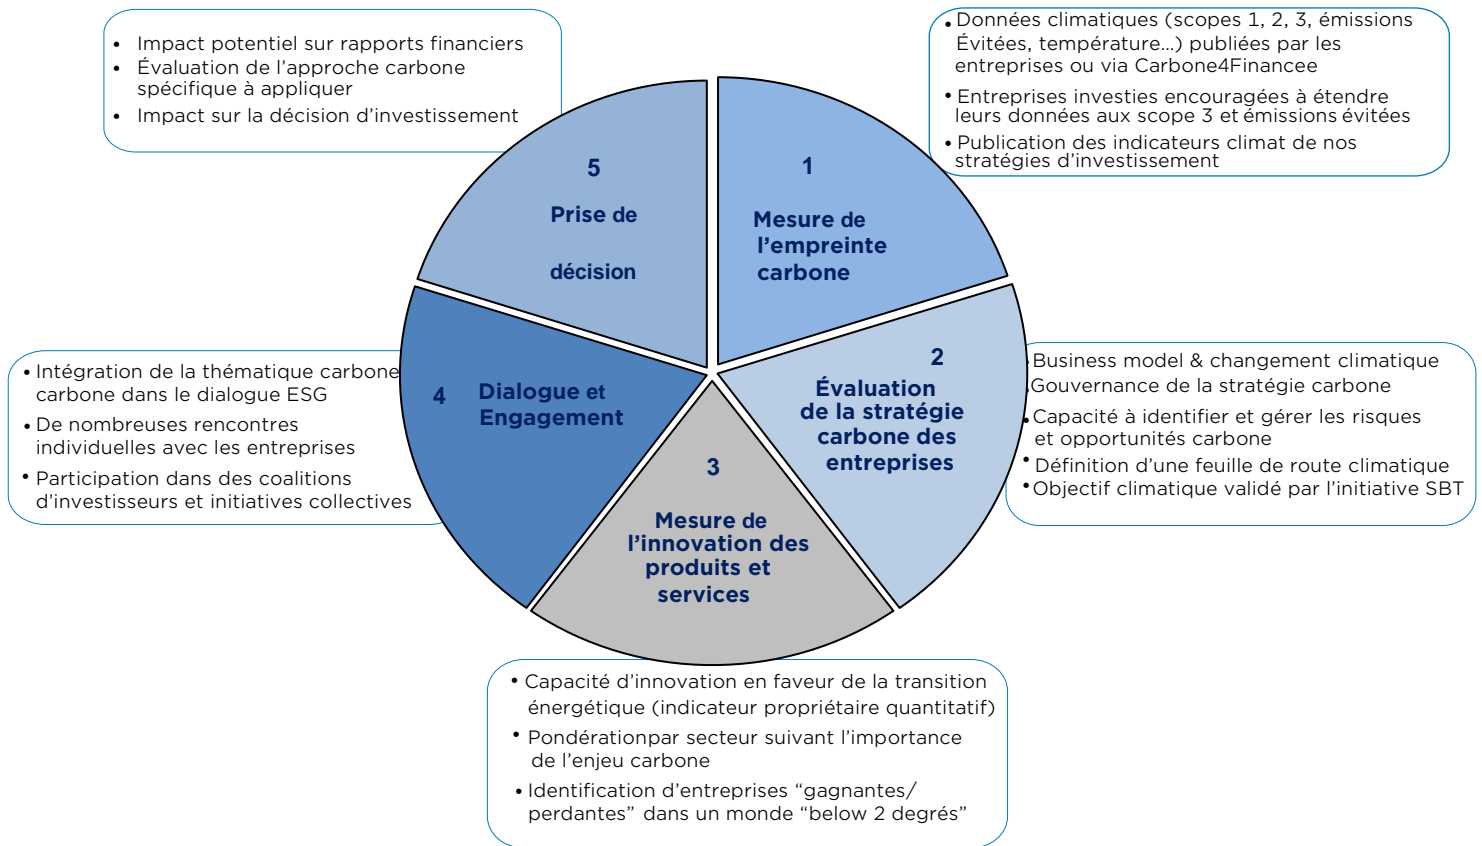 • Données climatiques (scopes 1, 2, 3, émissions
Évitées, température...) publiées par les
entreprises ou via Carbone4Financee
• Entreprises investies encouragées à étendre
leurs données aux scope 3 et émissions évitées
• Publication des indicateurs climat de nos
stratégies d’investissement
• Impact potentiel sur rapports financiers
• Évaluation de l’approche carbone
spécifique à appliquer
• Impact sur la décision d’investissement
5
Prise de
décision
1
Mesure de
l’empreinte
carbone
2
Évaluation
de la stratégie
carbone des
entreprises
• Business model & changement climatique
• Gouvernance de la stratégie carbone
• Capacité à identifier et gérer les risques
et opportunités carbone
• Définition d’une feuille de route climatique
• Objectif climatique validé par l’initiative SBT
• Intégration de la thématique carbone
carbone dans le dialogue ESG
• De nombreuses rencontres
individuelles avec les entreprises
• Participation dans des coalitions
d’investisseurs et initiatives collectives
4
Dialogue et
Engagement
3
Mesure de
l’innovation des
produits et
services
• Capacité d’innovation en faveur de la transition
énergétique (indicateur propriétaire quantitatif)
• Pondérationpar secteur suivant l’importance
de l’enjeu carbone
• Identification d’entreprises “gagnantes/
perdantes” dans un monde “below 2 degrés”